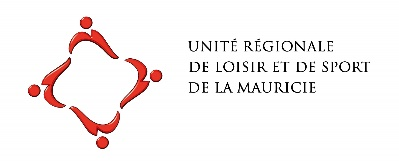 UNITÉ RÉGIONALE
DE LOISIR ET DE SPORT
DE LA MAURICIE